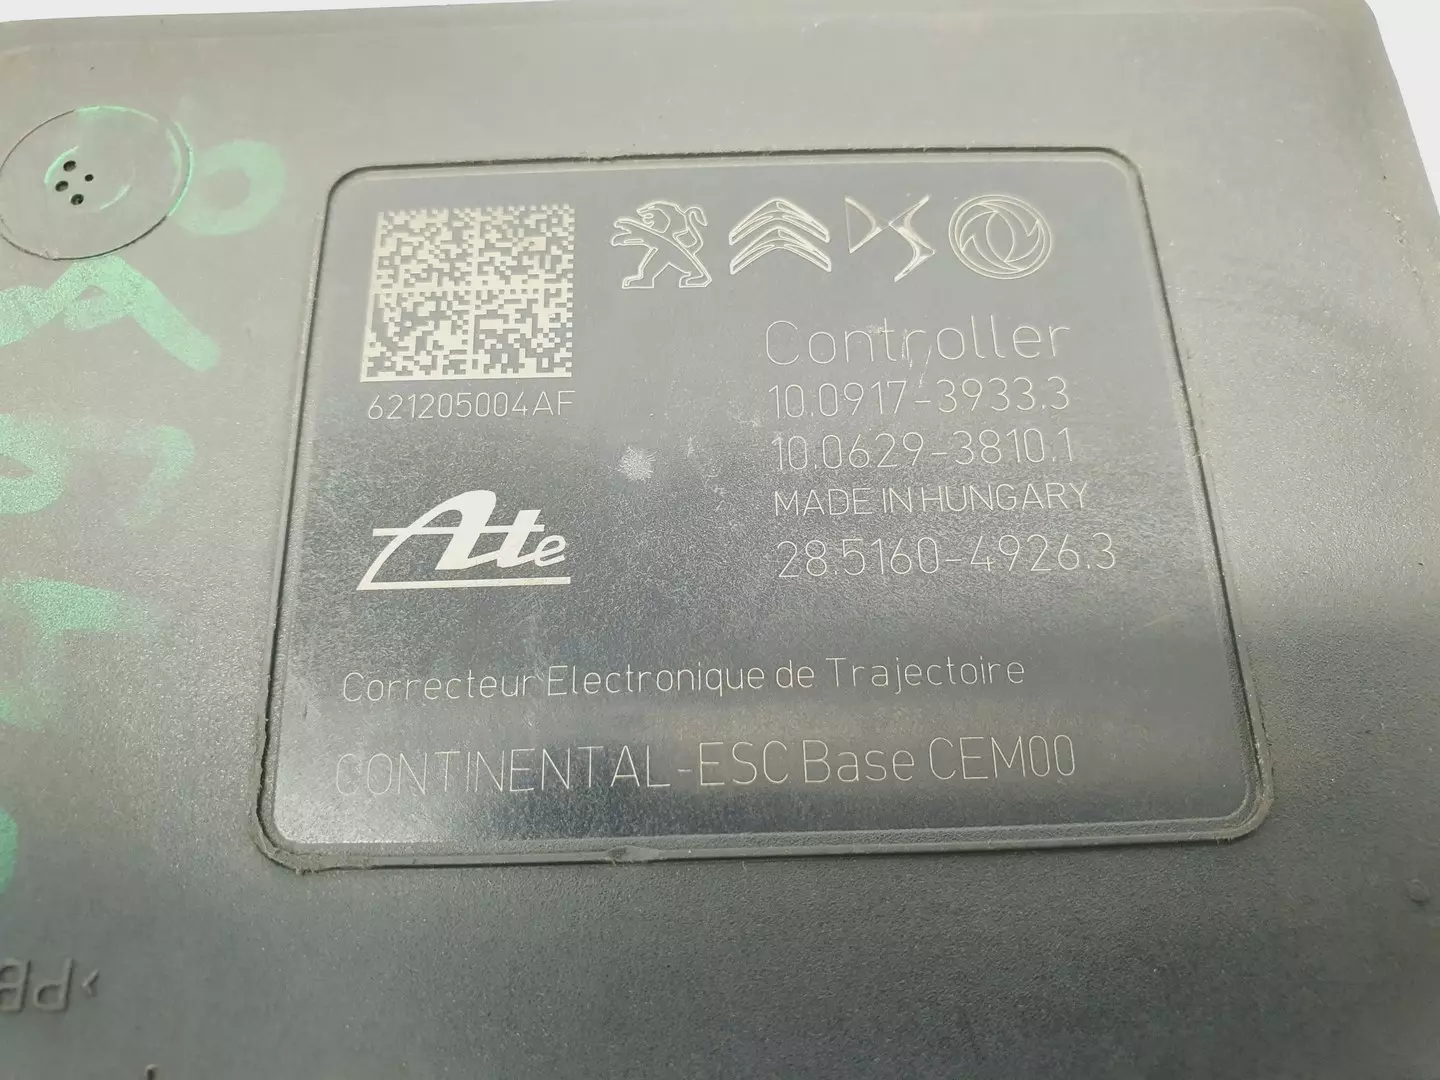 DS
Controller
621205004AF
10.0917-3933.3
10.0629-3810.1
MADE IN HUNGARY
Ate
28.5160-4926.3
Correcteur Electronique de Trajectoire
CONTINENTAL-ESC Base CEM00